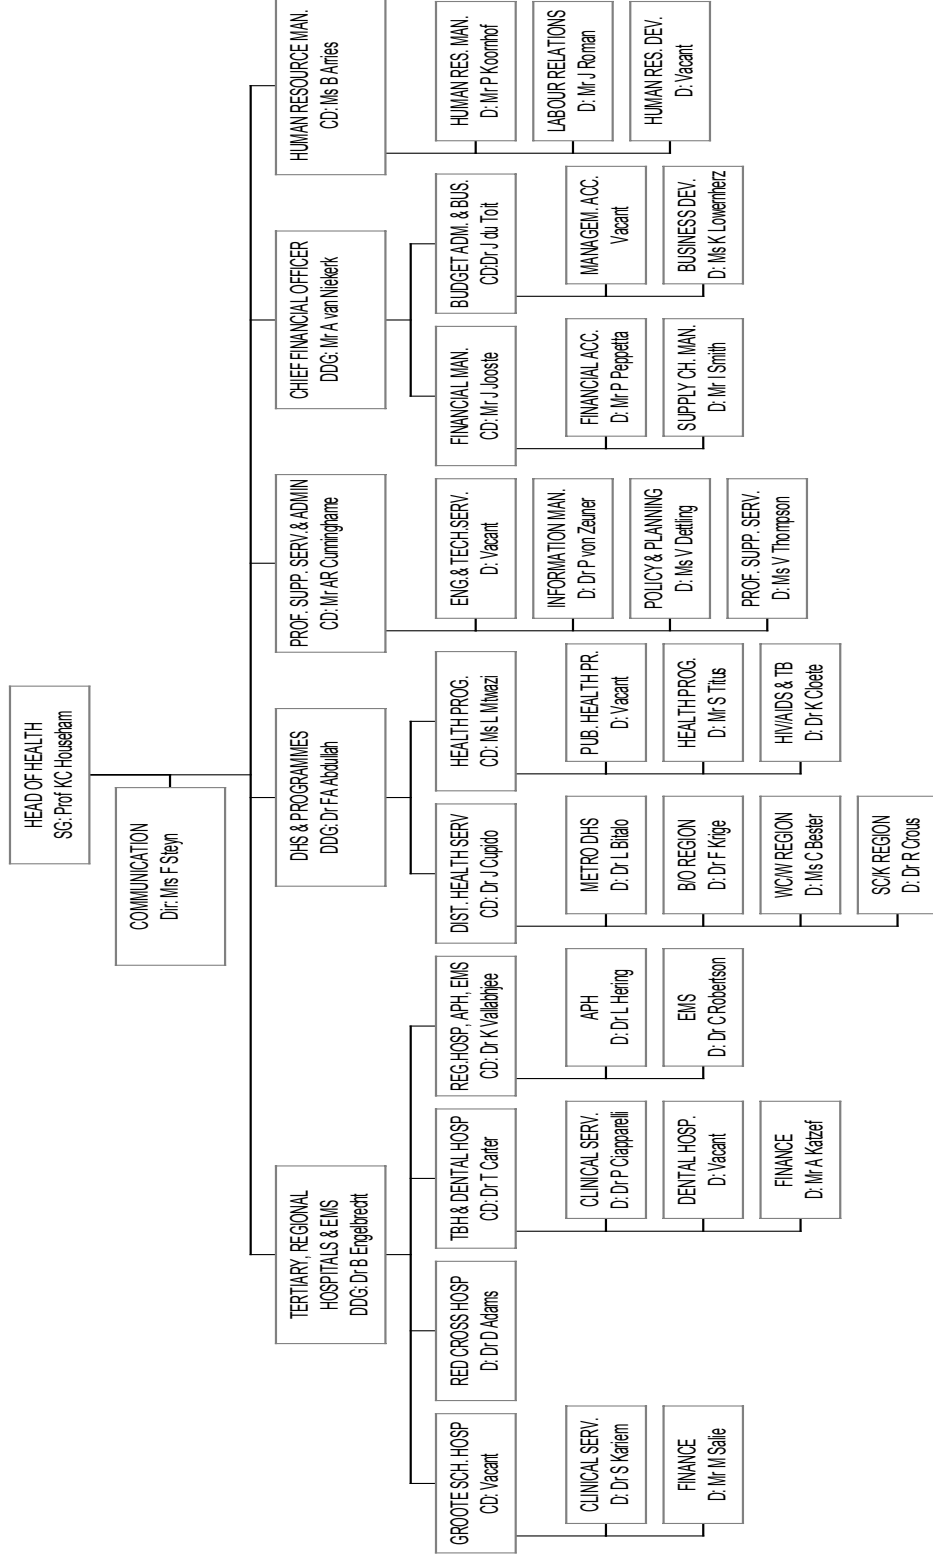 HEAD OF HEALTH
SG: Prof KC Househam
COMMUNICATION
Dir: Mrs F Steyn
TERTIARY, REGIONAL
HOSPITALS & EMS
DDG: Dr B Engelbrecht
DHS & PROGRAMMES
DDG: Dr FA Abdullah
PROF. SUPP. SERV.& ADMIN
CD: Mr AR Cunninghame
CHIEF FINANCIAL OFFICER
DDG: Mr A van Niekerk
HUMAN RESOURCE MAN.
CD: Ms B Arries
GROOTE SCH. HOSP
CD: Vacant
RED CROSS HOSP
D: Dr D Adams
TBH & DENTAL HOSP
CD: Dr T Carter
REG.HOSP, APH, EMS
CD: Dr K Vallabhjee
DIST. HEALTH SERV
CD: Dr J Cupido
HEALTH PROG.
CD: Ms L Mtwazi
ENG.& TECH.SERV.
D: Vacant
INFORMATION MAN.
D: Dr P von Zeuner
POLICY & PLANNING
D: Ms V Dettling
PROF. SUPP. SERV.
D: Ms V Thompson
FINANCIAL MAN.
CD: Mr J Jooste
BUDGET ADM. & BUS.
CD:Dr J du Toit
HUMAN RES. MAN.
D: Mr P Koornhof
LABOUR RELATIONS
D: Mr J Roman
HUMAN RES. DEV.
D: Vacant
CLINICAL SERV.
D: Dr S Kariem
FINANCE
D: Mr M Salie
CLINICAL SERV.
D: Dr P Ciapparelli
DENTAL HOSP.
D: Vacant
FINANCE
D: Mr A Katzef
APH
D: Dr L Hering
EMS
D: Dr C Robertson
METRO DHS
D: Dr L Bitalo
B/O REGION
D: Dr F Krige
WC/W REGION
D: Ms C Bester
SC/K REGION
D: Dr R Crous
PUB. HEALTH PR.
D: Vacant
HEALTH PROG.
D: Mr S Titus
HIV/AIDS & TB
D: Dr K Cloete
FINANCIAL ACC.
D: Mr P Peppetta
SUPPLY CH. MAN.
D: Mr I Smith
MANAGEM. ACC.
Vacant
BUSINESS DEV.
D: Ms K Lowernherz